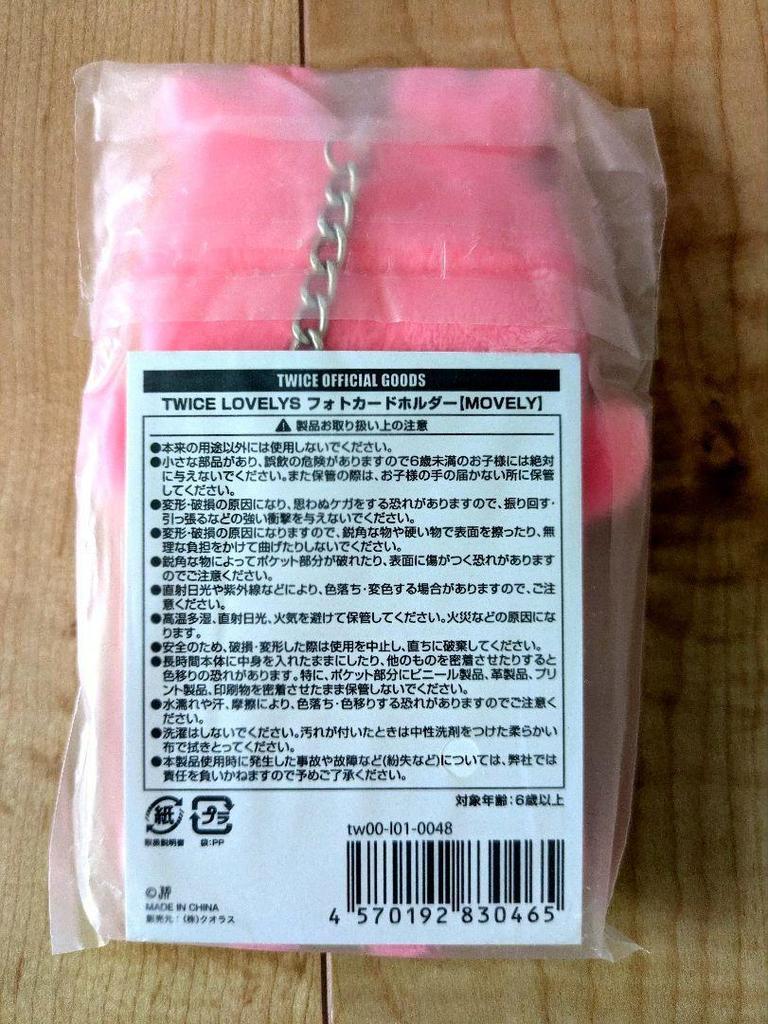 TWICE OFFICIAL GOODS
TWICE LOVELYS フォトカードホルダー【MOVELY】
製品お取り扱い上の注意
●本来の用途以外には使用しないでください。
●小さな部品があり、誤飲の危険がありますので6歳未満のお子様には絶対
に与えないでください。また保管の際は、お子様の手の届かない所に保管
してください。
●変形・破損の原因になり、思わぬケガをする恐れがありますので、振り回す・
引っ張るなどの強い衝撃を与えないでください。
●変形・破損の原因になりますので、鋭角な物や硬い物で表面を擦ったり、無
理な負担をかけて曲げたりしないでください。
●鋭角な物によってポケット部分が破れたり、表面に傷がつく恐れがあります
のでご注意ください。
●直射日光や紫外線などにより、色落ち・変色する場合がありますので、ご注
意ください。
●高温多湿、直射日光、火気を避けて保管してください。火災などの原因にな
ります。
●安全のため、破損・変形した際は使用を中止し、直ちに破棄してください。
●長時間本体に中身を入れたままにしたり、他のものを密着させたりすると
色移りの恐れがあります。特に、ポケット部分にビニール製品、革製品、プリ
ント製品、印刷物を密着させたまま保管しないでください。
●水濡れや汗、摩擦により、色落ち・色移りする恐れがありますのでご注意く
ださい。
●洗濯はしないでください。汚れが付いたときは中性洗剤をつけた柔らかい
布で拭きとってください。
●本製品使用時に発生した事故や故障など(紛失など)については、弊社では
責任を負いかねますので予めご了承ください。
対象年齢:6歳以上
紙 プラ
取扱説明書 袋:PP
tw00-l01-0048
MADE IN CHINA
販売元:(株)クオラス
4 570192 830465